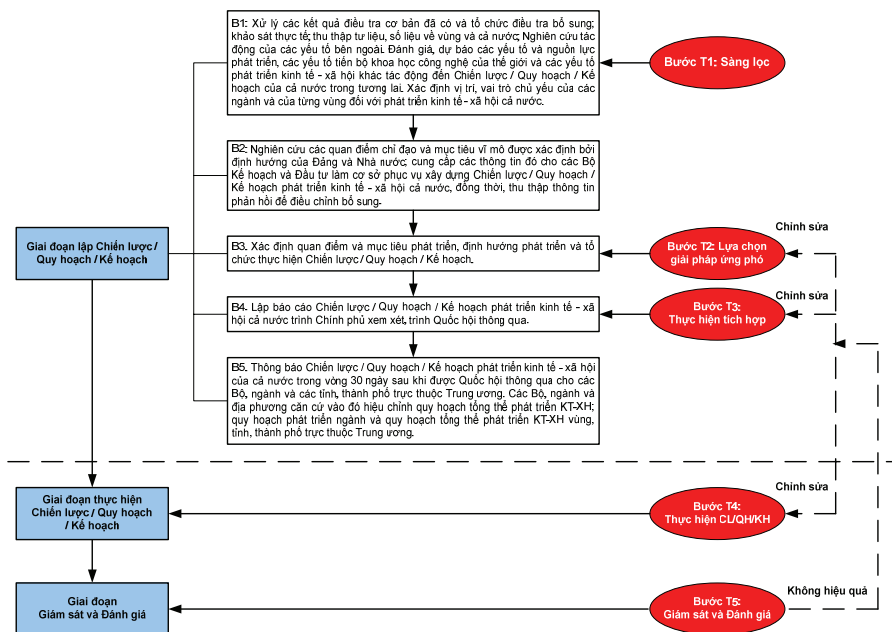 B1: Xử lý các kết quả điều tra cơ bản đã có và tổ chức điều tra bổ sung;
khảo sát thực tế; thu thập tư liệu, số liệu về vùng và cả nước; Nghiên cứu tác
động của các yếu tố bên ngoài. Đánh giá, dự báo các yếu tố và nguồn lực
phát triển, các yếu tố tiến bộ khoa học công nghệ của thế giới và các yếu tố
phát triển kinh tế - xã hội khác tác động đến Chiến lược / Quy hoạch / Kế
hoạch của cả nước trong tương lai. Xác định vị trí, vai trò chủ yếu của các
ngành và của từng vùng đối với phát triển kinh tế - xã hội cả nước.
Bước T1: Sàng lọc
B2: Nghiên cứu các quan điểm chỉ đạo và mục tiêu vĩ mô được xác định bởi
định hướng của Đảng và Nhà nước; cung cấp các thông tin đó cho các Bộ
Kế hoạch và Đầu tư làm cơ sở phục vụ xây dựng Chiến lược / Quy hoạch /
Kế hoạch phát triển kinh tế - xã hội cả nước, đồng thời, thu thập thông tin
phản hồi để điều chỉnh bổ sung.
Giai đoạn lập Chiến lược /
Quy hoạch / Kế hoạch
B3. Xác định quan điểm và mục tiêu phát triển, định hướng phát triển và tổ
chức thực hiện Chiến lược / Quy hoạch / Kế hoạch.
Bước T2: Lựa chọn
giải pháp ứng phó
Chỉnh sửa
B4. Lập báo cáo Chiến lược / Quy hoạch / Kế hoạch phát triển kinh tế - xã
hội cả nước trình Chính phủ xem xét, trình Quốc hội thông qua.
Bước T3:
Thực hiện tích hợp
Chỉnh sửa
B5. Thông báo Chiến lược / Quy hoạch / Kế hoạch phát triển kinh tế - xã hội
của cả nước trong vòng 30 ngày sau khi được Quốc hội thông qua cho các
Bộ, ngành và các tỉnh, thành phố trực thuộc Trung ương. Các Bộ, ngành và
địa phương căn cứ vào đó hiệu chỉnh quy hoạch tổng thể phát triển KT-XH;
quy hoạch phát triển ngành và quy hoạch tổng thể phát triển KT-XH vùng,
tỉnh, thành phố trực thuộc Trung ương.
Giai đoạn thực hiện
Chiến lược / Quy hoạch
/ Kế hoạch
Bước T4:
Thực hiện CL/QH/KH
Chỉnh sửa
Giai đoạn
Giám sát và Đánh giá
Bước T5:
Giám sát và Đánh giá
Không hiệu quả